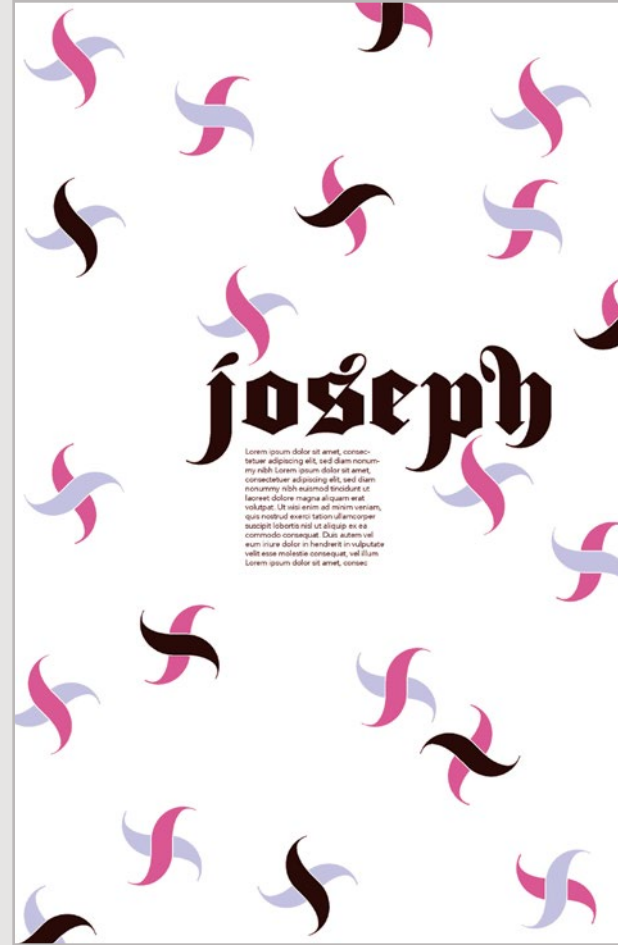 joseph
Lorem ipsum dolor sit amet, consec-
tetuer adipiscing elit, sed diam nonum-
my nibh Lorem ipsum dolor sit amet,
consectetuer adipiscing elit, sed diam
nonummy nibh euismod tincidunt ut
laoreet dolore magna aliquam erat
volutpat. Ut wisi enim ad minim veniam,
quis nostrud exerci tation ullamcorper
suscipit lobortis nisl ut aliquip ex ea
commodo consequat. Duis autem vel
eum iriure dolor in hendrerit in vulputate
velit esse molestie consequat, vel illum
Lorem ipsum dolor sit amet, consec